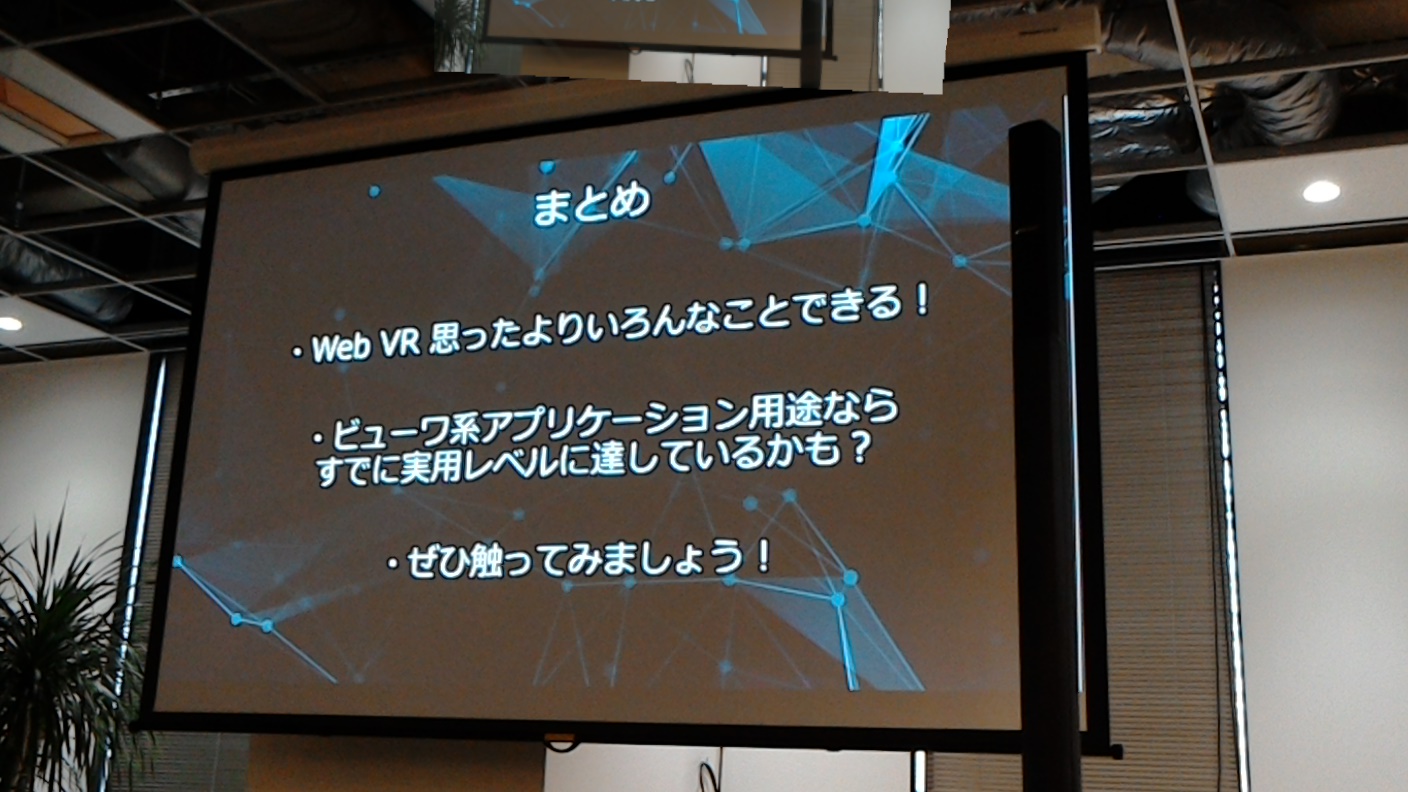 まとめ
・Web VR 思ったよりいろんなことできる！
・ビューワ系アプリケーション用途なら
すでに実用レベルに達しているかも？
・ぜひ触ってみましょう！